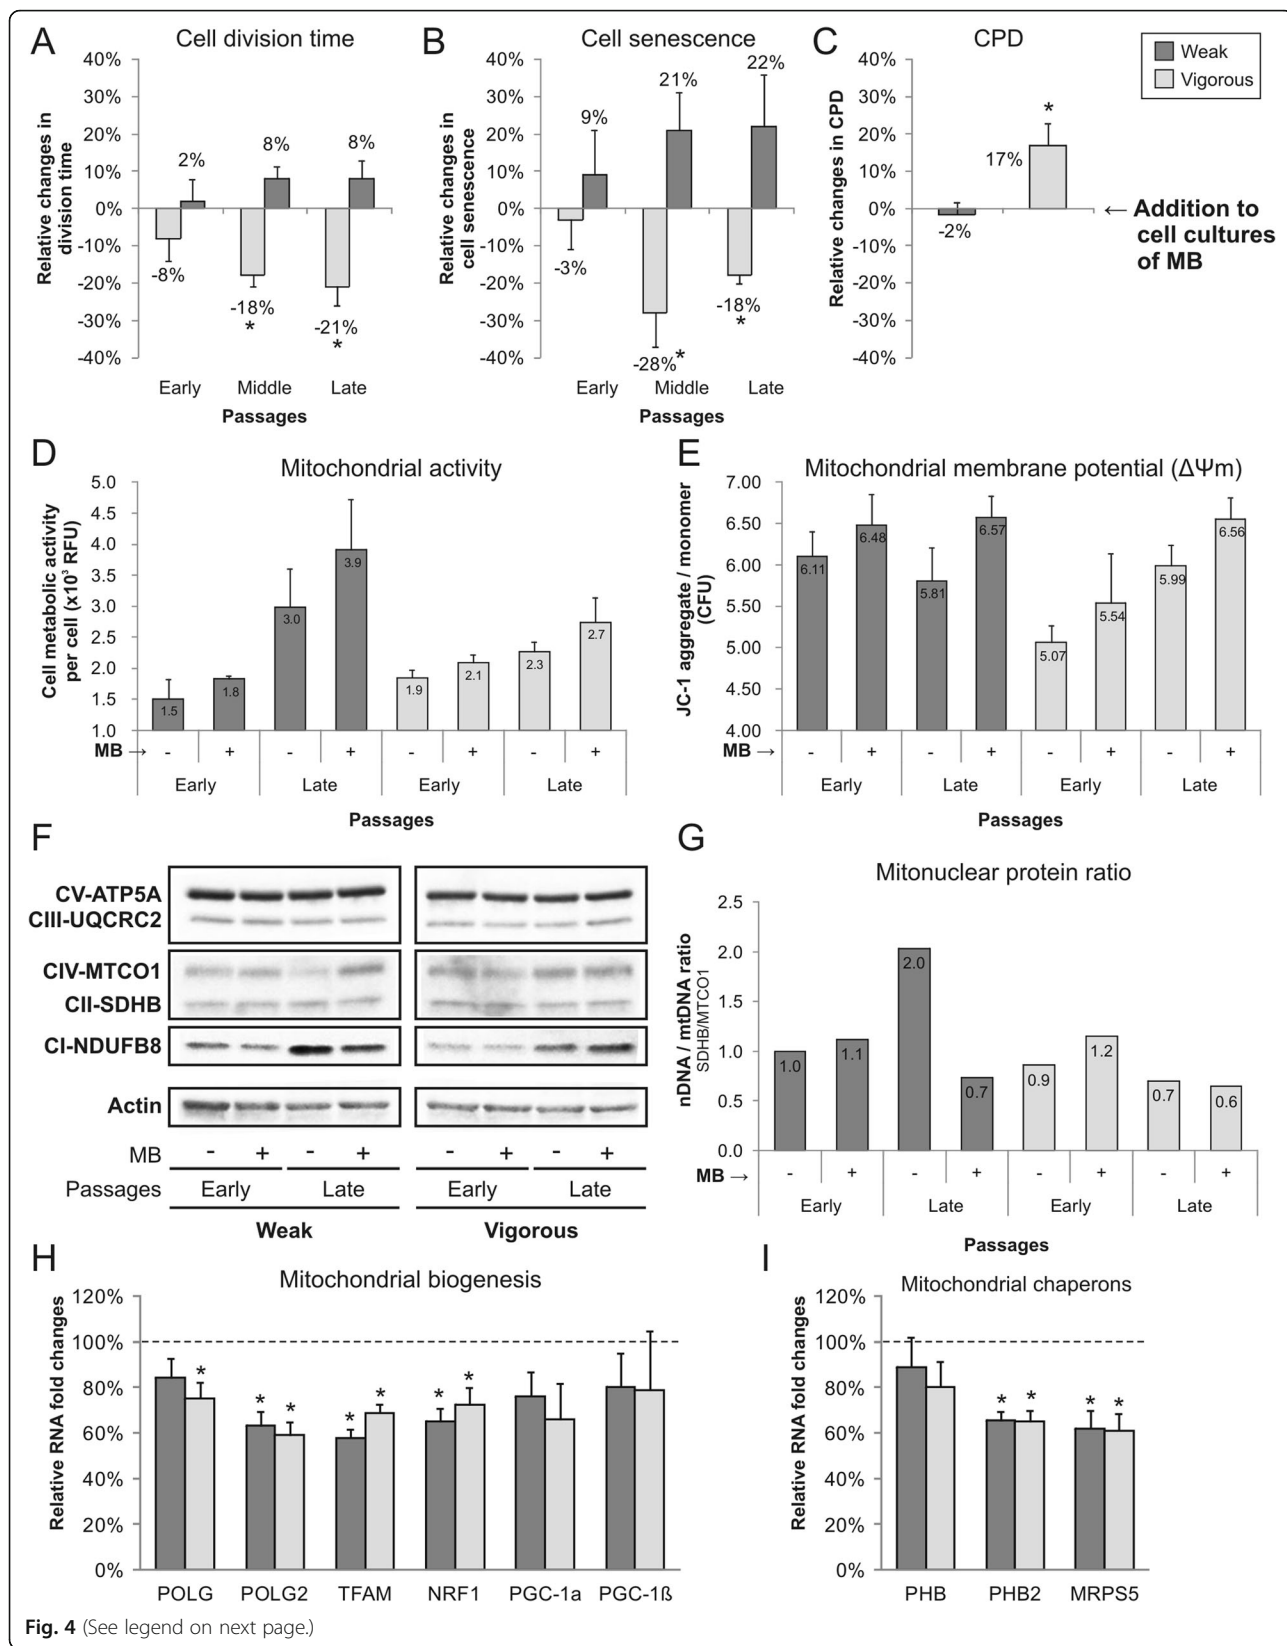 A
Cell division time
Relative changes in
division time
40%
30%
20%
10%
0%
-10%
-20%
-30%
-40%
2%
8%
8%
-8%
-18%
*
-21%
*
Early
Middle
Late
Passages
B
Cell senescence
Relative changes in
cell senescence
40%
30%
20%
10%
0%
-10%
-20%
-30%
-40%
9%
21%
22%
-3%
-28%
*
-18%
*
Early
Middle
Late
Passages
C
CPD
Relative changes in CPD
40%
30%
20%
10%
0%
-10%
-20%
-30%
-40%
-2%
17%
*
Weak
Vigorous
← Addition to
cell cultures
of MB
D
Mitochondrial activity
Cell metabolic activity
per cell (x10³ RFU)
5.0
4.5
4.0
3.5
3.0
2.5
2.0
1.5
1.0
1.5
1.8
3.0
3.9
1.9
2.1
2.3
2.7
MB → - + - + - + - +
Early Late Early Late
Passages
E
Mitochondrial membrane potential (ΔΨm)
JC-1 aggregate / monomer
(CFU)
7.00
6.50
6.00
5.50
5.00
4.50
4.00
6.11
6.48
5.81
6.57
5.07
5.54
5.99
6.56
MB → - + - + - + - +
Early Late Early Late
Passages
F
CV-ATP5A
CIII-UQCRC2
CIV-MTCO1
CII-SDHB
CI-NDUFB8
Actin
MB - + - + - + - +
Passages Early Late Early Late
Weak Vigorous
G
Mitonuclear protein ratio
nDNA / mtDNA ratio
SDHB/MTCO1
2.5
2.0
1.5
1.0
0.5
0.0
1.0
1.1
2.0
0.7
0.9
1.2
0.7
0.6
MB → - + - + - + - +
Early Late Early Late
Passages
H
Mitochondrial biogenesis
Relative RNA fold changes
120%
100%
80%
60%
40%
20%
0%
* * * * * * *
POLG POLG2 TFAM NRF1 PGC-1a PGC-1ß
I
Mitochondrial chaperons
Relative RNA fold changes
120%
100%
80%
60%
40%
20%
0%
* * * *
PHB PHB2 MRPS5
Fig. 4 (See legend on next page.)